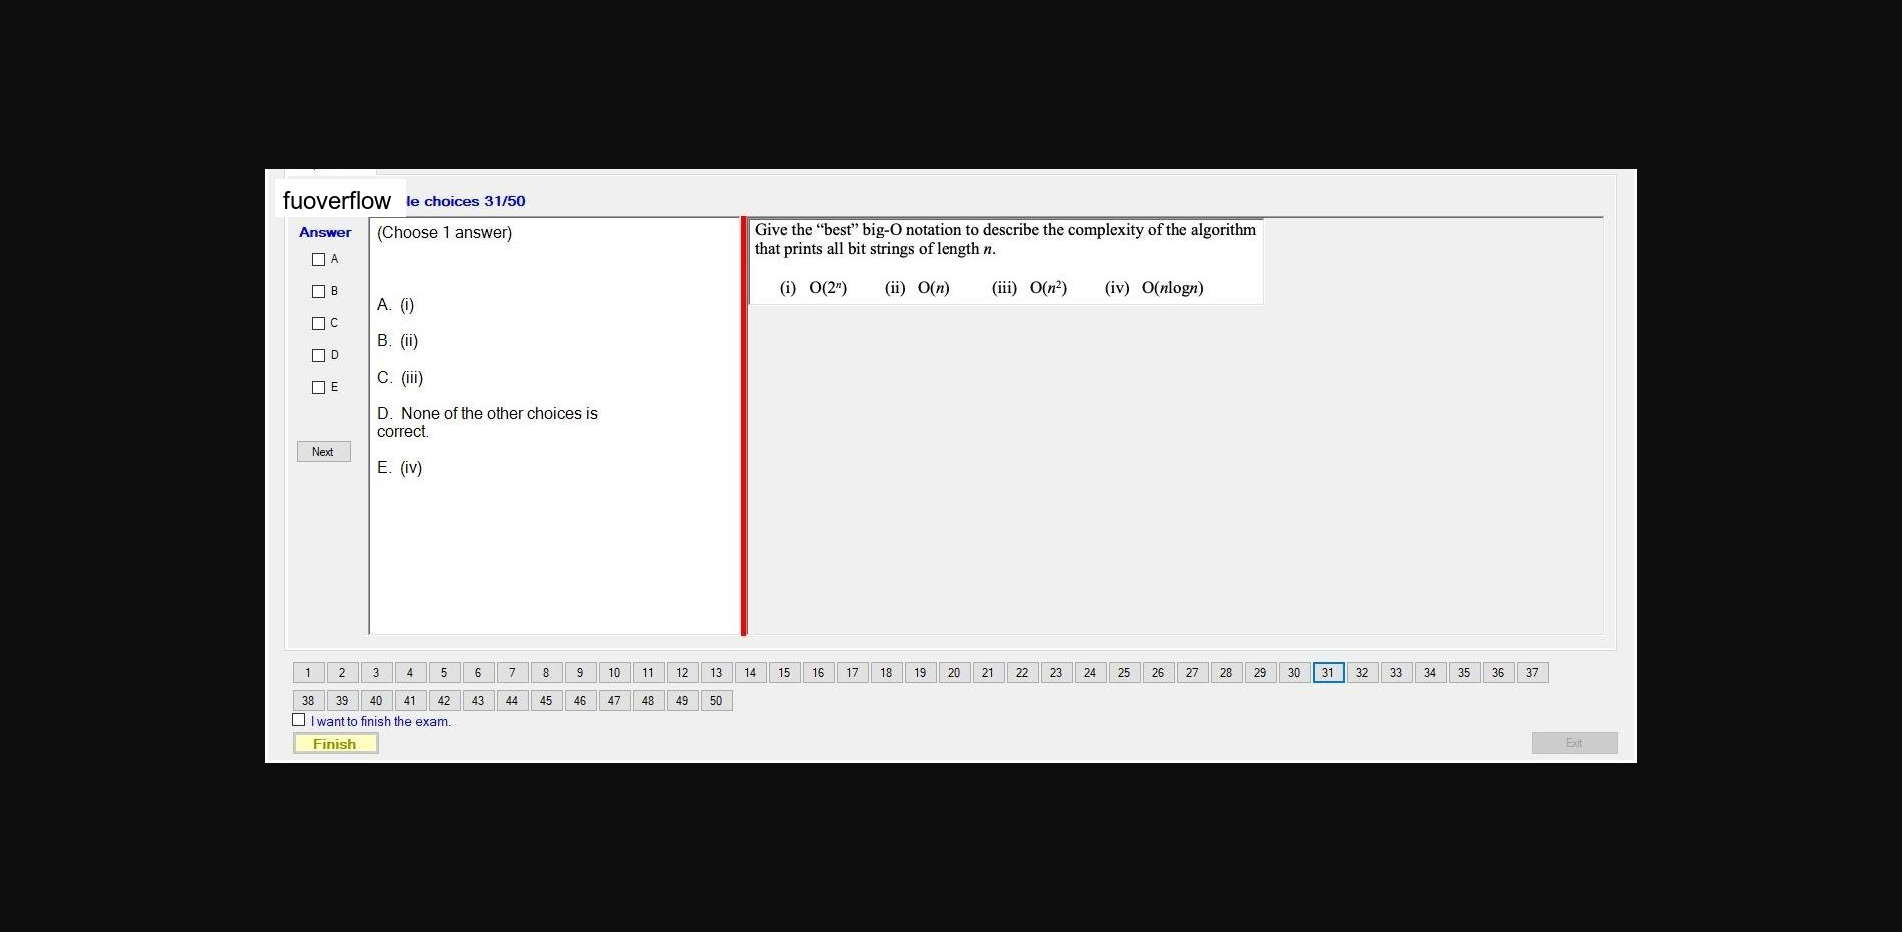 fuoverflow le choices 31/50
Answer
A
B
C
D
E
Next
(Choose 1 answer)
A. (i)
B. (ii)
C. (iii)
D. None of the other choices is
correct.
E. (iv)
Give the “best” big-O notation to describe the complexity of the algorithm
that prints all bit strings of length n.
(i) O(2ⁿ) (ii) O(n) (iii) O(n²) (iv) O(nlogn)
1 2 3 4 5 6 7 8 9 10 11 12 13 14 15 16 17 18 19 20 21 22 23 24 25 26 27 28 29 30 31 32 33 34 35 36 37
38 39 40 41 42 43 44 45 46 47 48 49 50
I want to finish the exam.
Finish
Exit